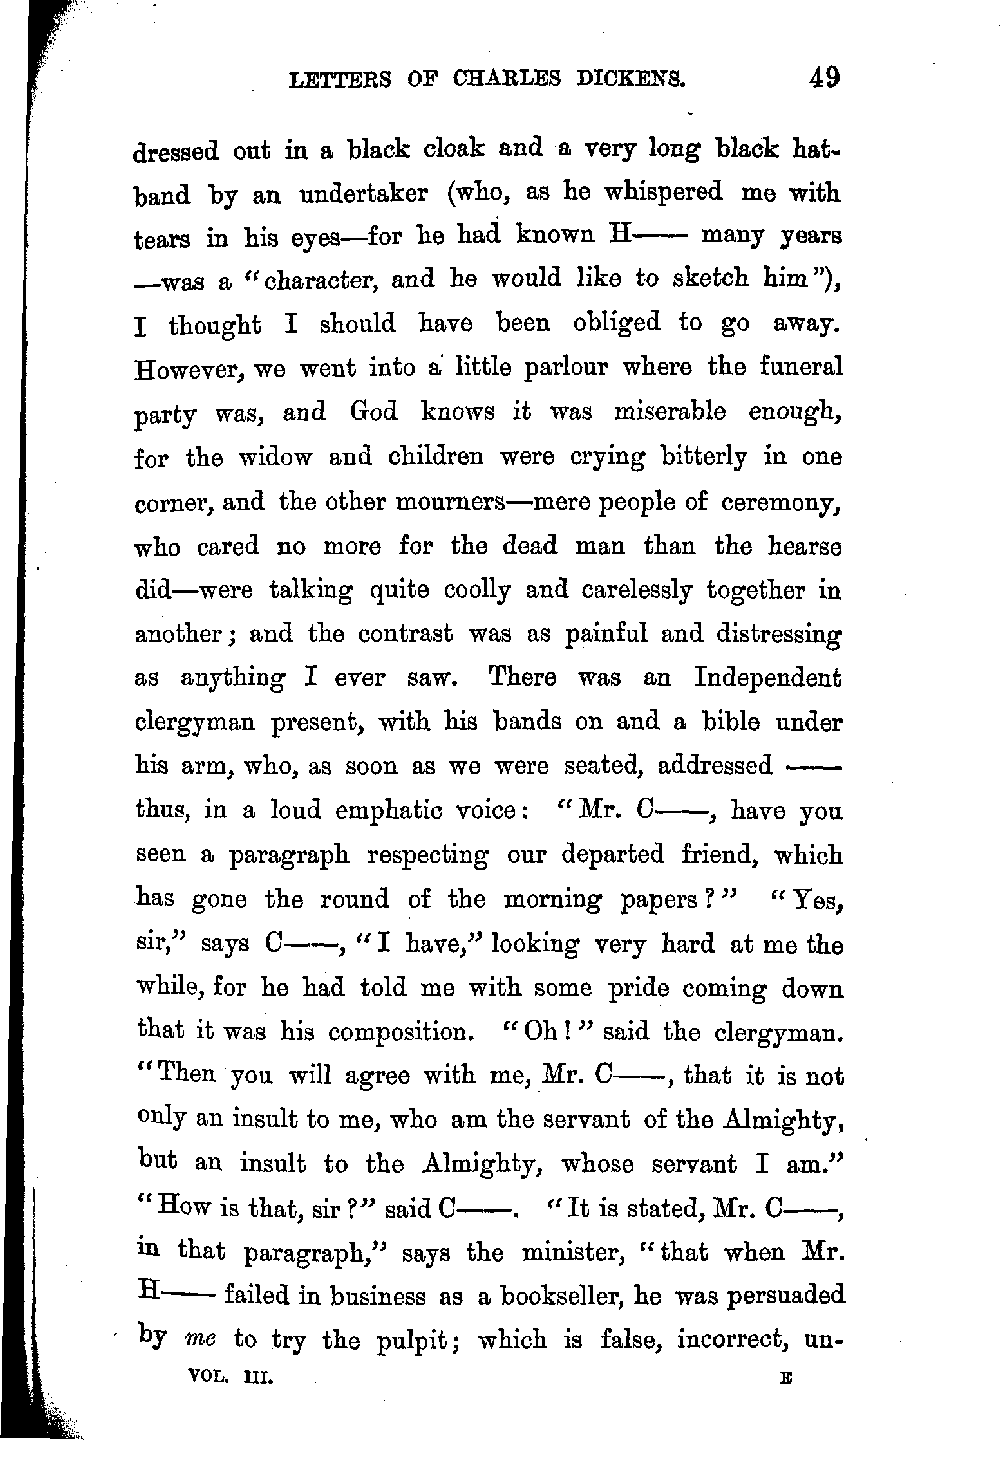 LETTERS OF CHARLES DICKENS. 49
dressed out in a black cloak and a very long black hat-
band by an undertaker (who, as he whispered me with
tears in his eyes—for he had known H—— many years
—was a “character, and he would like to sketch him”),
I thought I should have been obliged to go away.
However, we went into a little parlour where the funeral
party was, and God knows it was miserable enough,
for the widow and children were crying bitterly in one
corner, and the other mourners—mere people of ceremony,
who cared no more for the dead man than the hearse
did—were talking quite coolly and carelessly together in
another; and the contrast was as painful and distressing
as anything I ever saw. There was an Independent
clergyman present, with his bands on and a bible under
his arm, who, as soon as we were seated, addressed ——
thus, in a loud emphatic voice: “Mr. C——, have you
seen a paragraph respecting our departed friend, which
has gone the round of the morning papers?” “Yes,
sir,” says C——, “I have,” looking very hard at me the
while, for he had told me with some pride coming down
that it was his composition. “Oh!” said the clergyman.
“Then you will agree with me, Mr. C——, that it is not
only an insult to me, who am the servant of the Almighty,
but an insult to the Almighty, whose servant I am.”
“How is that, sir?” said C——. “It is stated, Mr. C——,
in that paragraph,” says the minister, “that when Mr.
H—— failed in business as a bookseller, he was persuaded
by me to try the pulpit; which is false, incorrect, un-
VOL. III. E